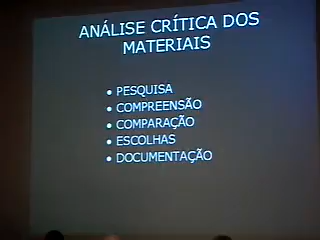 ANÁLISE CRÍTICA DOS
MATERIAIS
• PESQUISA
• COMPREENSÃO
• COMPARAÇÃO
• ESCOLHAS
• DOCUMENTAÇÃO